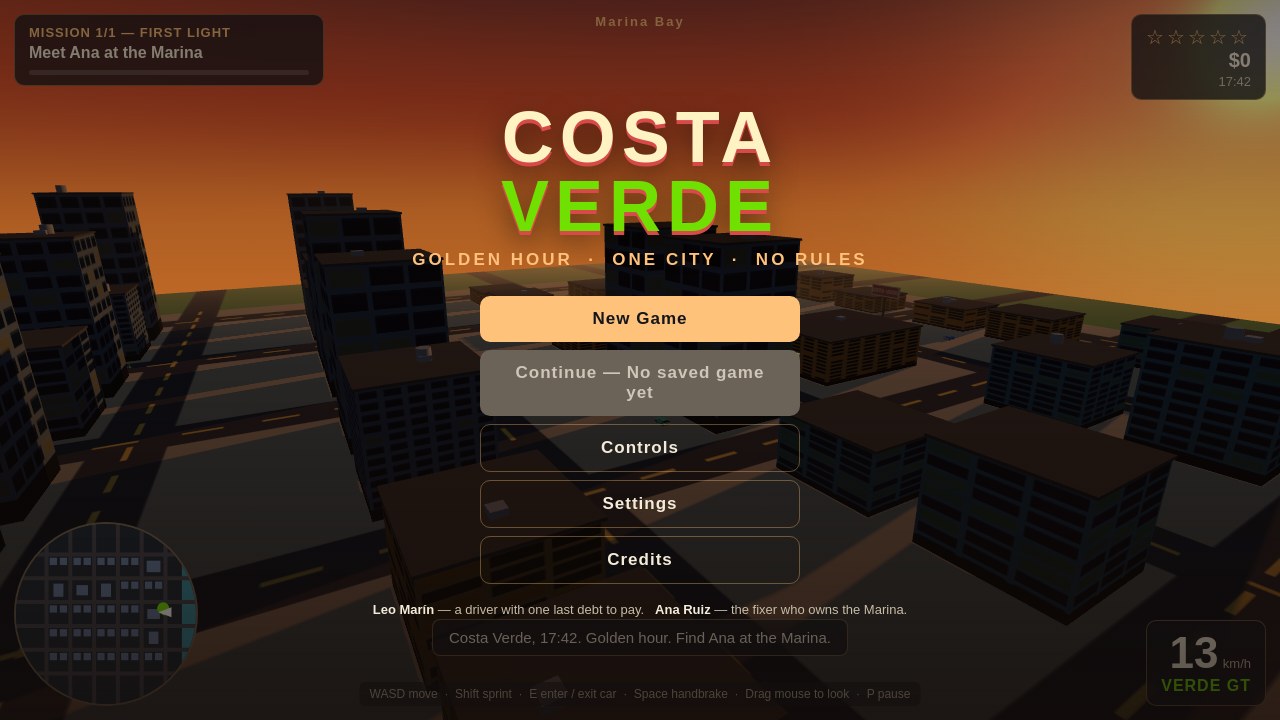 MISSION 1/1 — FIRST LIGHT
Meet Ana at the Marina
Marina Bay
☆☆☆☆☆
$0
17:42
COSTA
VERDE
GOLDEN HOUR · ONE CITY · NO RULES
New Game
Continue — No saved game
yet
Controls
Settings
Credits
Leo Marín — a driver with one last debt to pay. Ana Ruiz — the fixer who owns the Marina.
Costa Verde, 17:42. Golden hour. Find Ana at the Marina.
WASD move · Shift sprint · E enter / exit car · Space handbrake · Drag mouse to look · P pause
13 km/h
VERDE GT